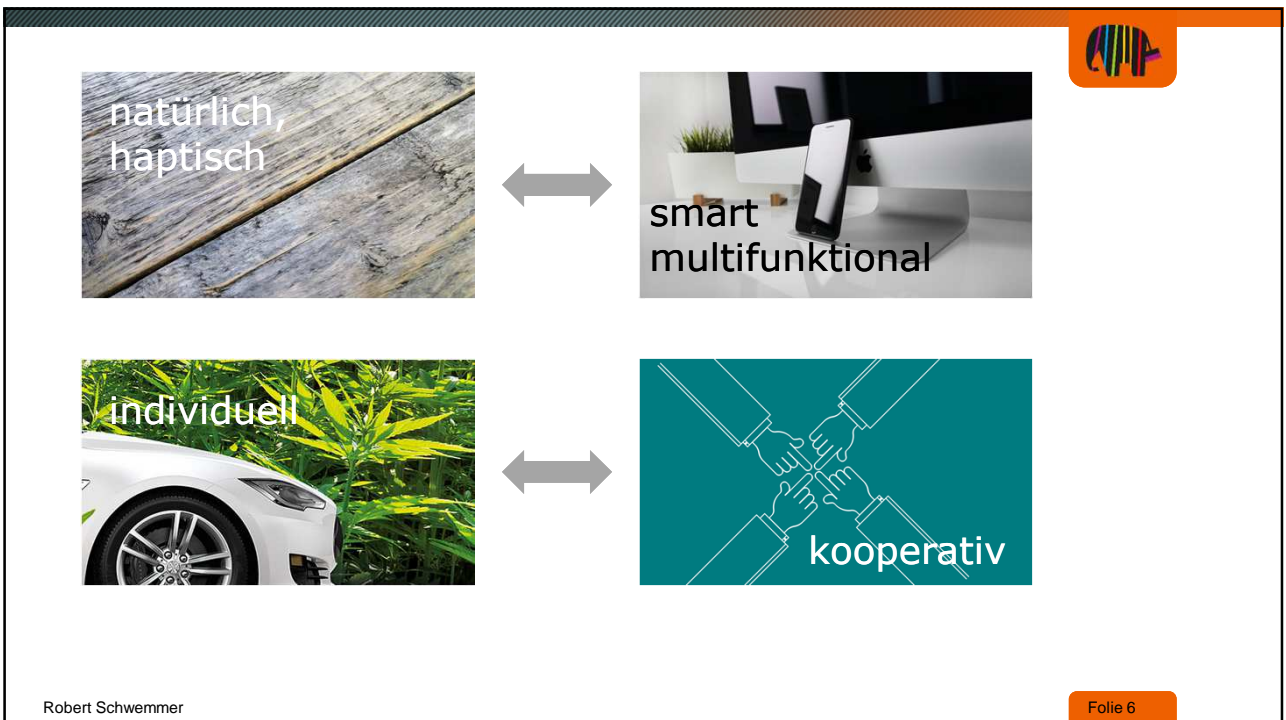 natürlich,
haptisch
smart
multifunktional
individuell
kooperativ
Robert Schwemmer
Folie 6